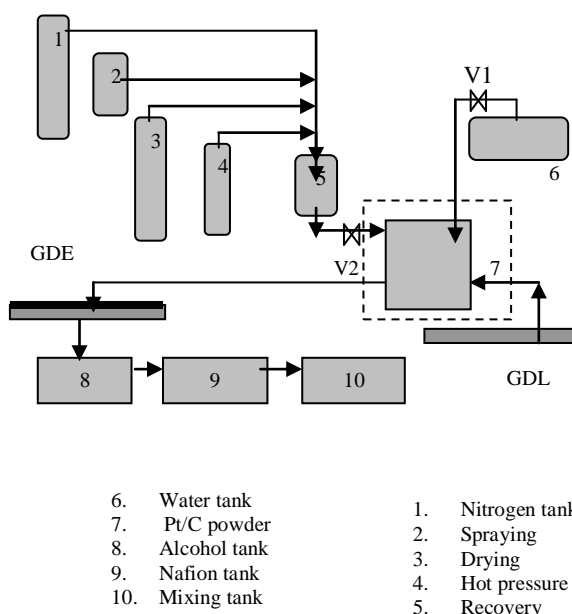 1
2
V1
3
4
5
6
GDE
V2
7
8
9
10
GDL
6. Water tank
7. Pt/C powder
8. Alcohol tank
9. Nafion tank
10. Mixing tank
1. Nitrogen tank
2. Spraying
3. Drying
4. Hot pressure
5. Recovery